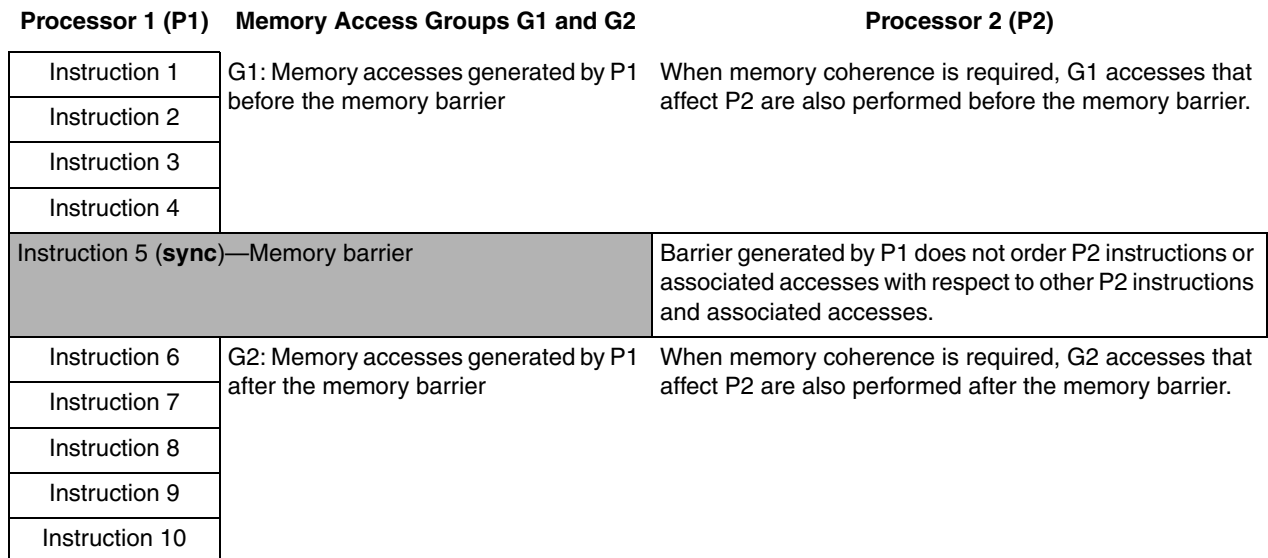 Processor 1 (P1) Memory Access Groups G1 and G2 Processor 2 (P2)
Instruction 1
Instruction 2
Instruction 3
Instruction 4
G1: Memory accesses generated by P1
before the memory barrier
When memory coherence is required, G1 accesses that
affect P2 are also performed before the memory barrier.
Instruction 5 (sync)—Memory barrier
Barrier generated by P1 does not order P2 instructions or
associated accesses with respect to other P2 instructions
and associated accesses.
Instruction 6
Instruction 7
Instruction 8
Instruction 9
Instruction 10
G2: Memory accesses generated by P1
after the memory barrier
When memory coherence is required, G2 accesses that
affect P2 are also performed after the memory barrier.